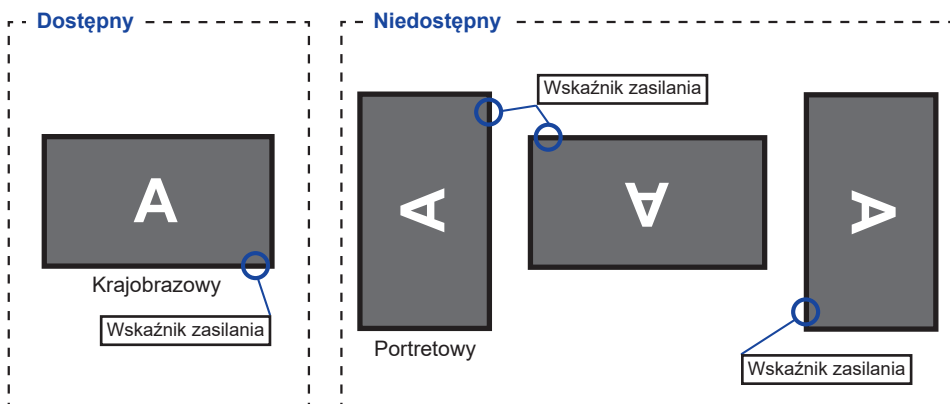 Dostępny
A
Krajobrazowy
Wskaźnik zasilania
Niedostępny
Wskaźnik zasilania
A
A
A
Portretowy
Wskaźnik zasilania